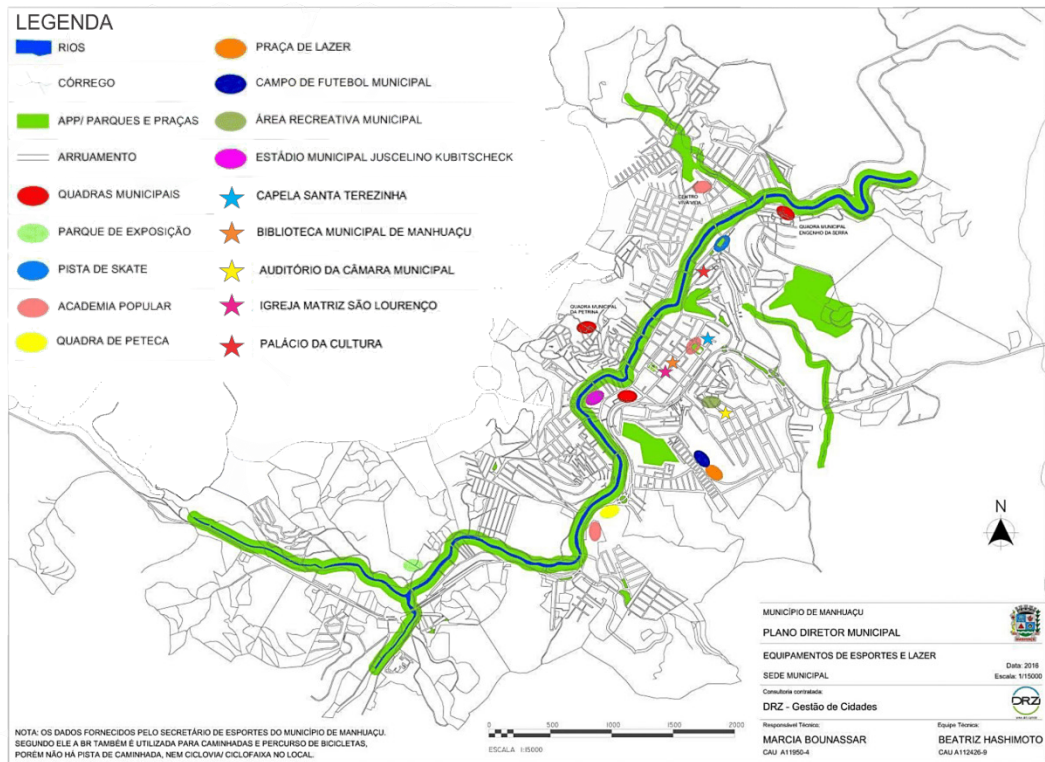 LEGENDA
RIOS
CÓRREGO
APP/ PARQUES E PRAÇAS
ARRUAMENTO
QUADRAS MUNICIPAIS
PARQUE DE EXPOSIÇÃO
PISTA DE SKATE
ACADEMIA POPULAR
QUADRA DE PETECA
PRAÇA DE LAZER
CAMPO DE FUTEBOL MUNICIPAL
ÁREA RECREATIVA MUNICIPAL
ESTÁDIO MUNICIPAL JUSCELINO KUBITSCHECK
CAPELA SANTA TEREZINHA
BIBLIOTECA MUNICIPAL DE MANHUAÇU
AUDITÓRIO DA CÂMARA MUNICIPAL
IGREJA MATRIZ SÃO LOURENÇO
PALÁCIO DA CULTURA
CENTRO
QUADRA MUNICIPAL
ENGENHO DA SERRA
QUADRA MUNICIPAL
DA PETRINA
N
MUNICÍPIO DE MANHUAÇU
PLANO DIRETOR MUNICIPAL
EQUIPAMENTOS DE ESPORTES E LAZER
SEDE MUNICIPAL
Data: 2016
Escala: 1/15000
Consultoria contratada:
DRZ - Gestão de Cidades
DRZ
Responsável Técnico:
MARCIA BOUNASSAR
CAU A11950-4
Equipe Técnica:
BEATRIZ HASHIMOTO
CAU A112426-9
0 500 1000 1500 2000
ESCALA 1:15000
NOTA: OS DADOS FORNECIDOS PELO SECRETÁRIO DE ESPORTES DO MUNICÍPIO DE MANHUAÇU.
SEGUNDO ELE A BR TAMBÉM É UTILIZADA PARA CAMINHADAS E PERCURSO DE BICICLETAS,
PORÉM NÃO HÁ PISTA DE CAMINHADA, NEM CICLOVIA/ CICLOFAIXA NO LOCAL.